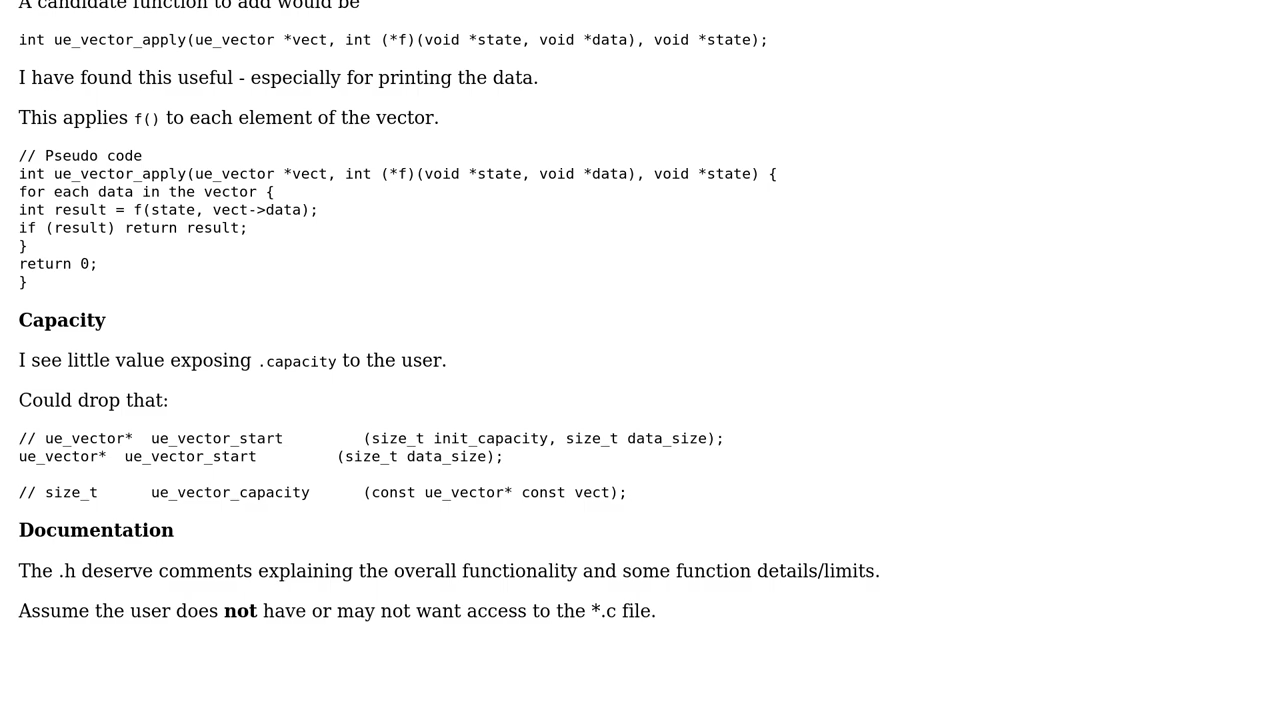 A candidate function to add would be
int ue_vector_apply(ue_vector *vect, int (*f)(void *state, void *data), void *state);
I have found this useful - especially for printing the data.
This applies f() to each element of the vector.
// Pseudo code
int ue_vector_apply(ue_vector *vect, int (*f)(void *state, void *data), void *state) {
for each data in the vector {
int result = f(state, vect->data);
if (result) return result;
}
return 0;
}
Capacity
I see little value exposing .capacity to the user.
Could drop that:
// ue_vector*  ue_vector_start         (size_t init_capacity, size_t data_size);
ue_vector*  ue_vector_start         (size_t data_size);
// size_t      ue_vector_capacity      (const ue_vector* const vect);
Documentation
The .h deserve comments explaining the overall functionality and some function details/limits.
Assume the user does not have or may not want access to the *.c file.